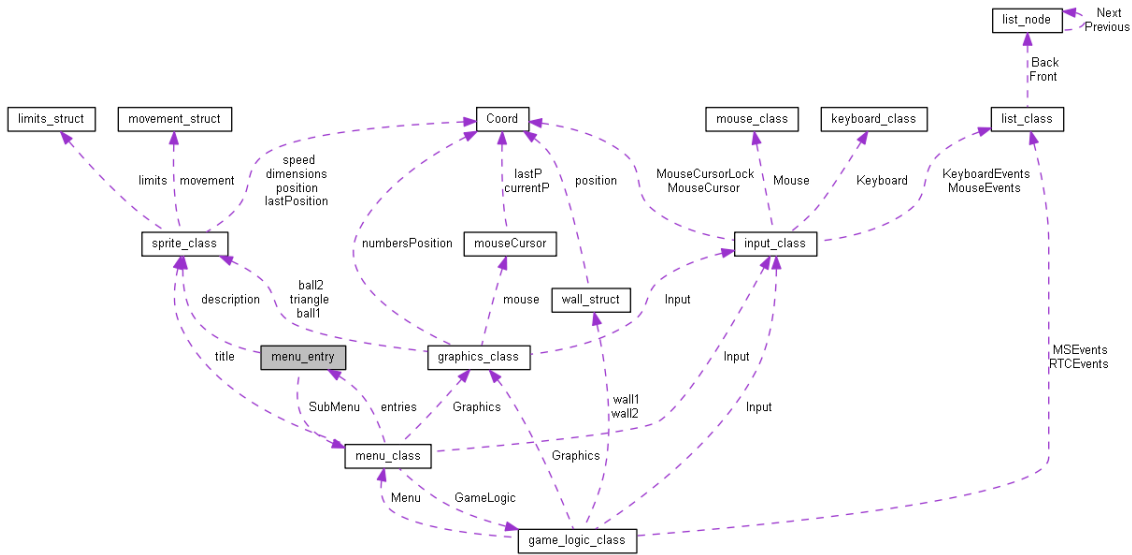 list_node
Next
Previous
Back
Front
limits_struct
movement_struct
Coord
mouse_class
keyboard_class
list_class
limits
movement
speed
dimensions
position
lastPosition
lastP
currentP
position
MouseCursorLock
MouseCursor
Mouse
Keyboard
KeyboardEvents
MouseEvents
sprite_class
numbersPosition
mouseCursor
input_class
description
ball2
triangle
ball1
mouse
wall_struct
Input
menu_entry
graphics_class
title
Input
MSEvents
RTCEvents
SubMenu
entries
Graphics
wall1
wall2
Input
menu_class
Graphics
Menu
GameLogic
game_logic_class